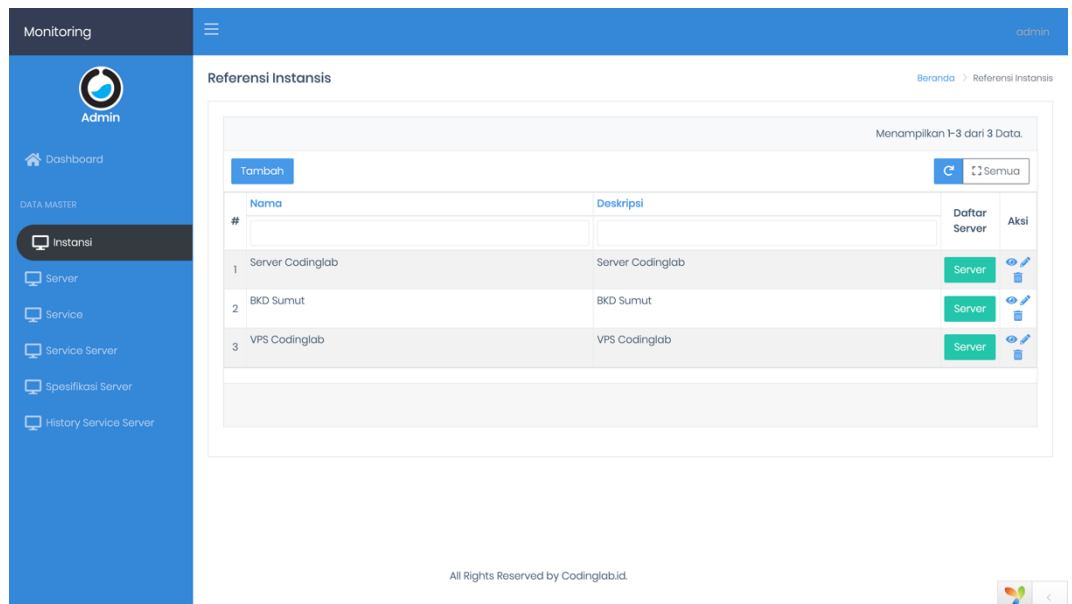 Monitoring
admin
Admin
Dashboard
DATA MASTER
Instansi
Server
Service
Service Server
Spesifikasi Server
History Service Server
Referensi Instansis
Beranda > Referensi Instansis
Menampilkan 1-3 dari 3 Data.
Tambah
Semua
# Nama Deskripsi Daftar Server Aksi
1 Server Codinglab Server Codinglab Server
2 BKD Sumut BKD Sumut Server
3 VPS Codinglab VPS Codinglab Server
All Rights Reserved by Codinglab.id.